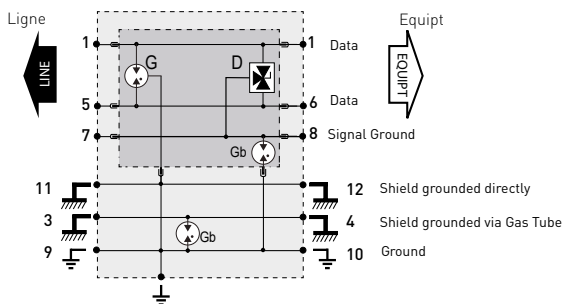 Ligne
Equipt
LINE
EQUIPT
1
G
D
1 Data
5
6 Data
7
8 Signal Ground
Gb
11
12 Shield grounded directly
3
4 Shield grounded via Gas Tube
Gb
9
10 Ground